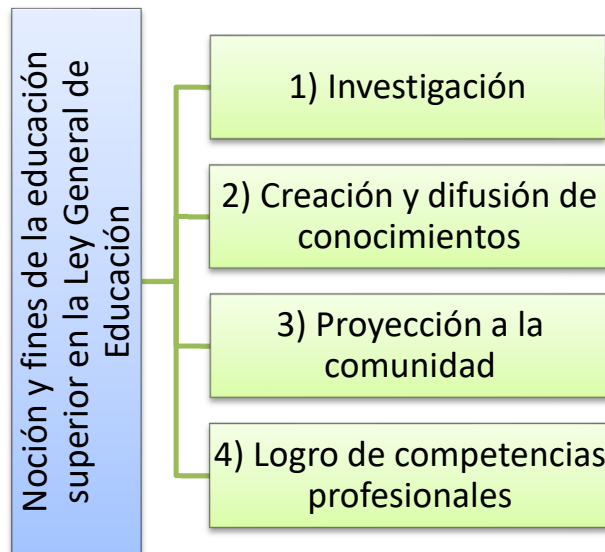 Noción y fines de la educación
superior en la Ley General de
Educación
1) Investigación
2) Creación y difusión de
conocimientos
3) Proyección a la
comunidad
4) Logro de competencias
profesionales